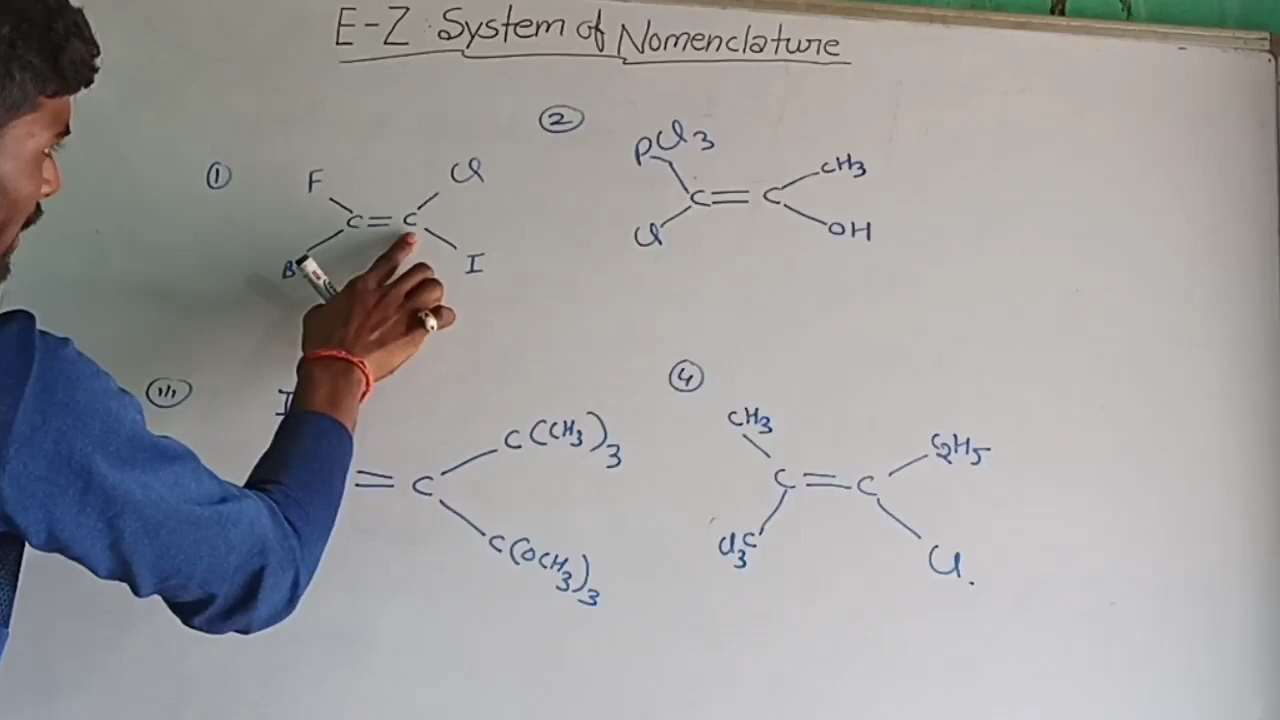 E-Z System of Nomenclature
①
F
Cl
C=C
B
I
②
PCl3
CH3
C=C
Cl
OH
I
C(CH3)3
=C
C(OCH3)3
④
CH3
C2H5
C=C
Cl3C
Cl.